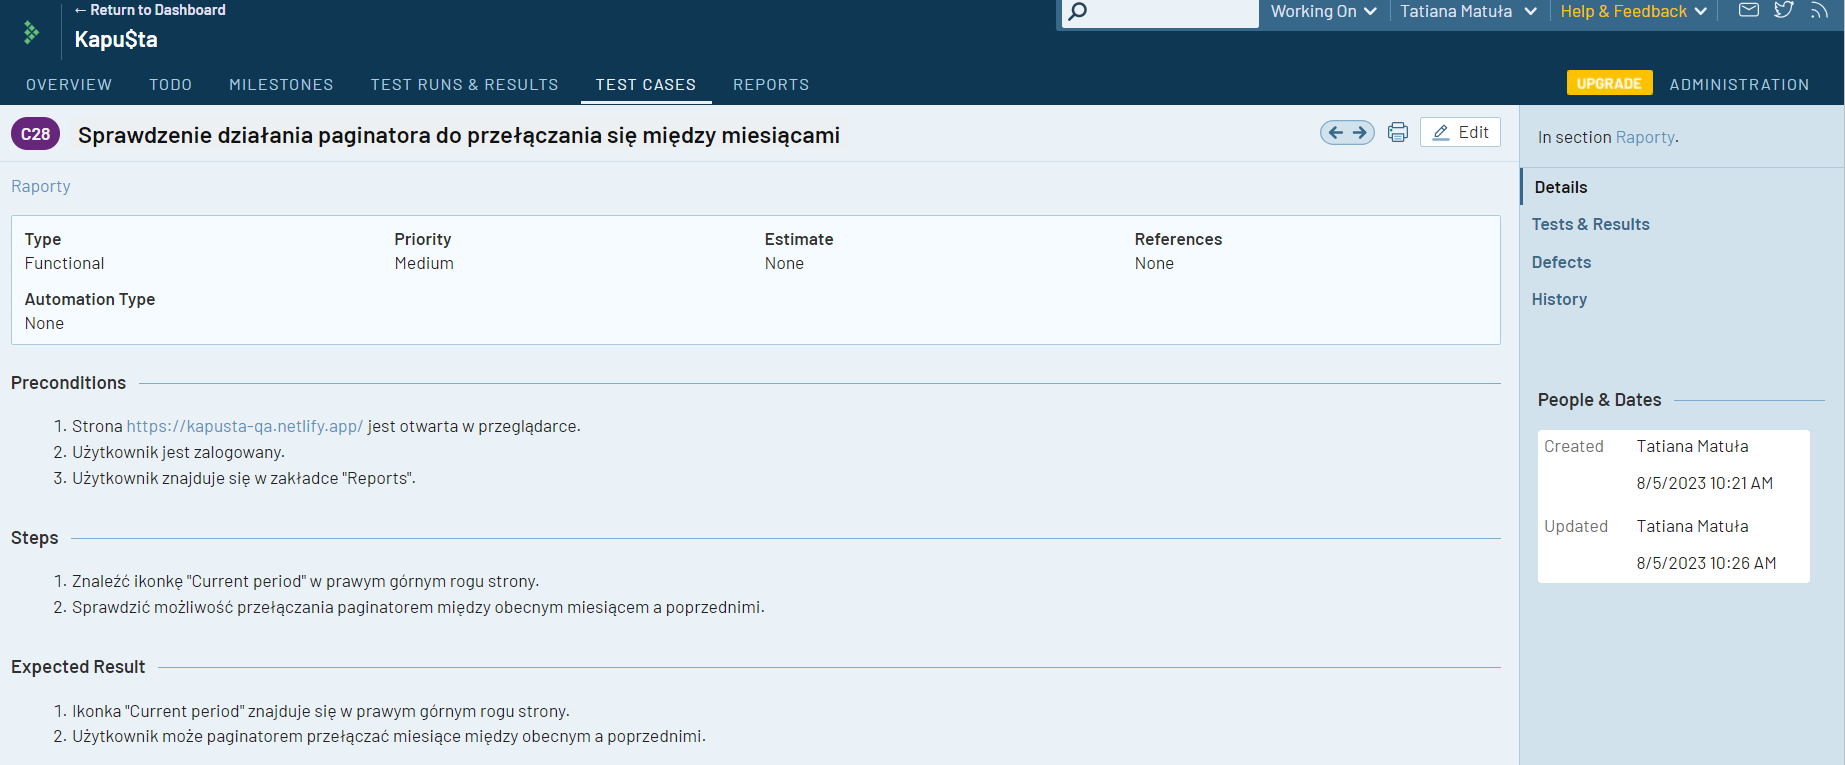 ← Return to Dashboard
Kapu$ta
Working On
Tatiana Matuła
Help & Feedback
OVERVIEW
TODO
MILESTONES
TEST RUNS & RESULTS
TEST CASES
REPORTS
UPGRADE
ADMINISTRATION
C28
Sprawdzenie działania paginatora do przełączania się między miesiącami
Edit
Raporty
Type
Functional
Priority
Medium
Estimate
None
References
None
Automation Type
None
Preconditions
1. Strona https://kapusta-qa.netlify.app/ jest otwarta w przeglądarce.
2. Użytkownik jest zalogowany.
3. Użytkownik znajduje się w zakładce "Reports".
Steps
1. Znaleźć ikonkę "Current period" w prawym górnym rogu strony.
2. Sprawdzić możliwość przełączania paginatorem między obecnym miesiącem a poprzednimi.
Expected Result
1. Ikonka "Current period" znajduje się w prawym górnym rogu strony.
2. Użytkownik może paginatorem przełączać miesiące między obecnym a poprzednimi.
In section Raporty.
Details
Tests & Results
Defects
History
People & Dates
Created
Tatiana Matuła
8/5/2023 10:21 AM
Updated
Tatiana Matuła
8/5/2023 10:26 AM